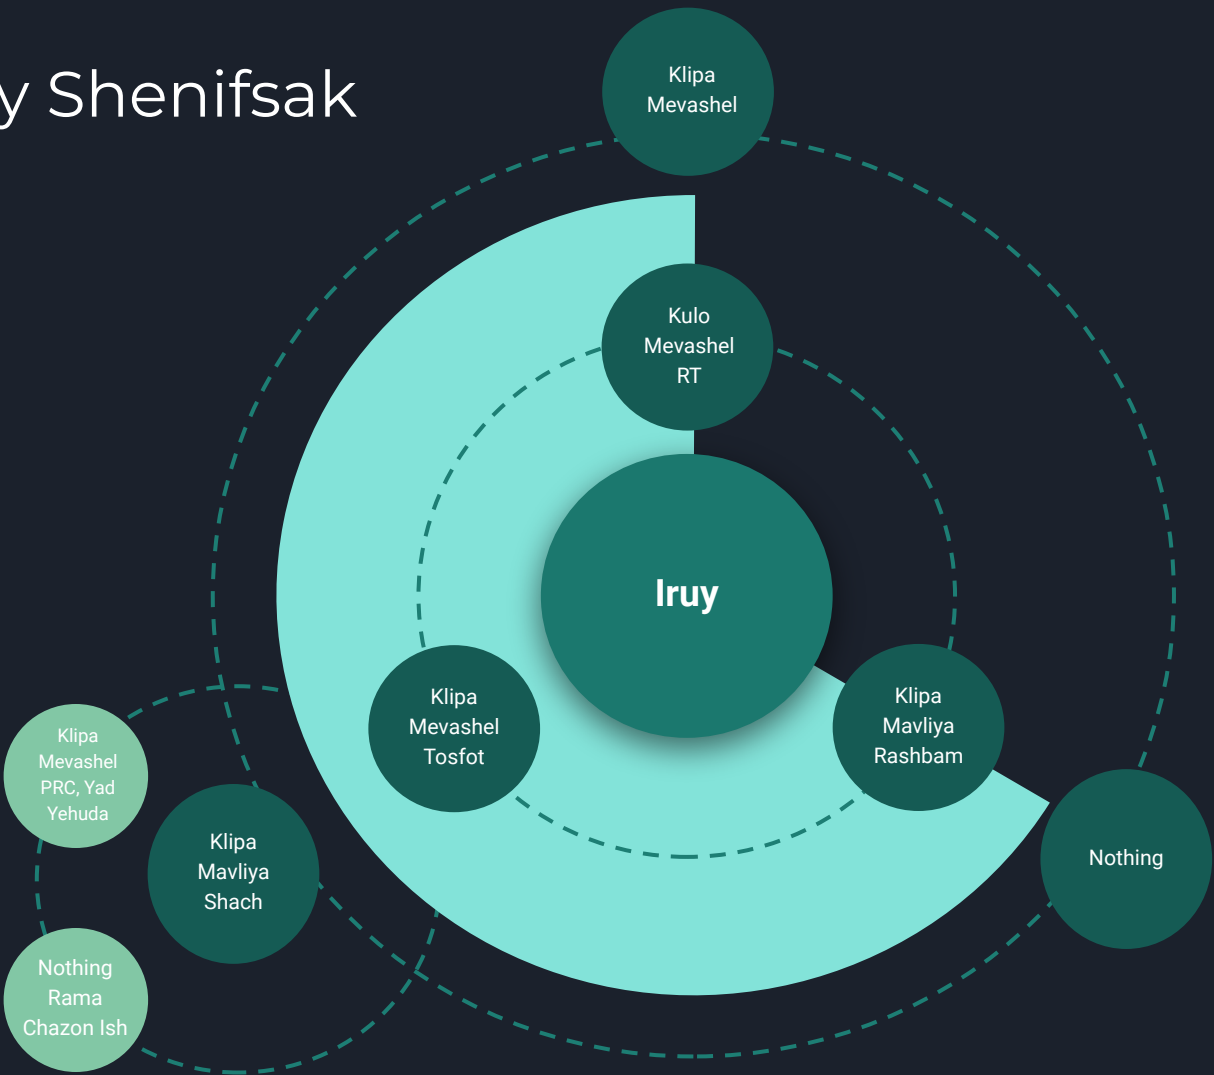 y Shenifsak
Klipa
Mevashel
Kulo
Mevashel
RT
Iruy
Klipa
Mevashel
Tosfot
Klipa
Mavliya
Rashbam
Klipa
Mevashel
PRC, Yad
Yehuda
Klipa
Mavliya
Shach
Nothing
Nothing
Rama
Chazon Ish